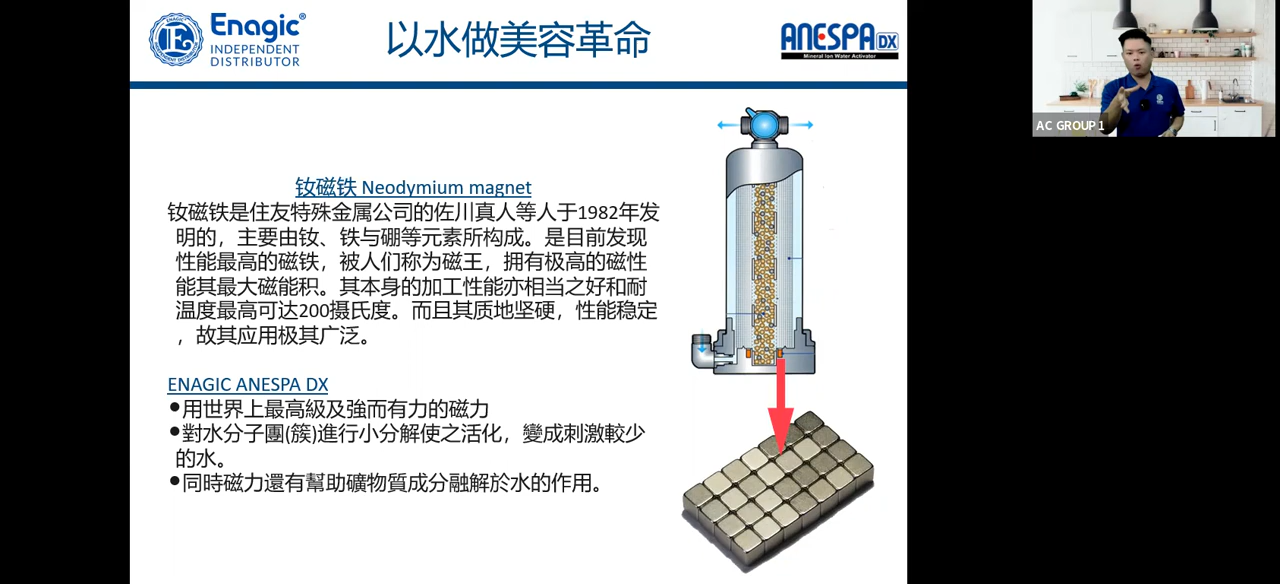 Enagic®
INDEPENDENT
DISTRIBUTOR
以水做美容革命
ANESPA DX
Mineral Ion Water Activator
AC GROUP 1
钕磁铁 Neodymium magnet
钕磁铁是住友特殊金属公司的佐川真人等人于1982年发
明的，主要由钕、铁与硼等元素所构成。是目前发现
性能最高的磁铁，被人们称为磁王，拥有极高的磁性
能其最大磁能积。其本身的加工性能亦相当之好和耐
温度最高可达200摄氏度。而且其质地坚硬，性能稳定
，故其应用极其广泛。
ENAGIC ANESPA DX
●用世界上最高級及強而有力的磁力
●對水分子團(簇)進行小分解使之活化，變成刺激較少
的水。
●同時磁力還有幫助礦物質成分融解於水的作用。